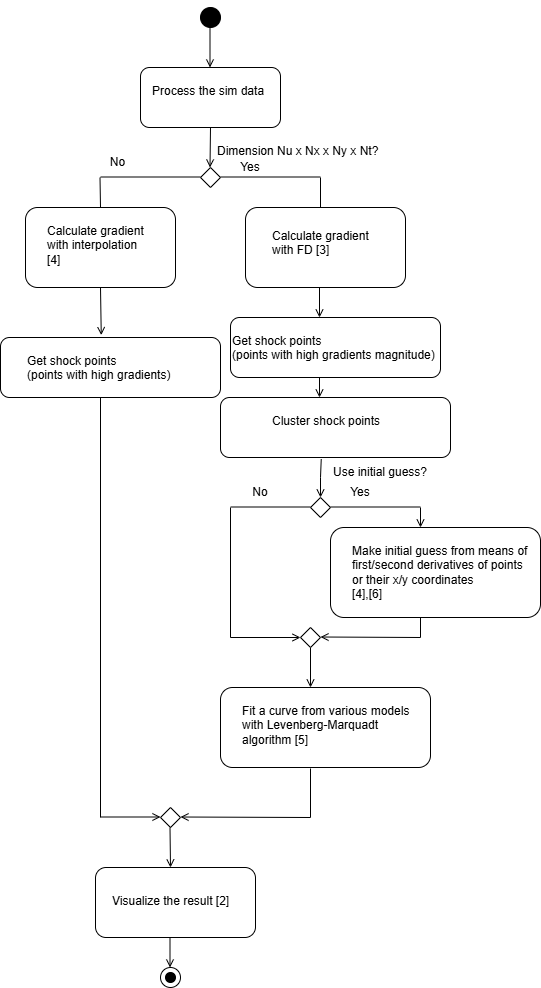 Process the sim data
Dimension Nu x Nx x Ny x Nt?
No
Yes
Calculate gradient
with interpolation
[4]
Calculate gradient
with FD [3]
Get shock points
(points with high gradients)
Get shock points
(points with high gradients magnitude)
Cluster shock points
Use initial guess?
No
Yes
Make initial guess from means of
first/second derivatives of points
or their x/y coordinates
[4],[6]
Fit a curve from various models
with Levenberg-Marquadt
algorithm [5]
Visualize the result [2]